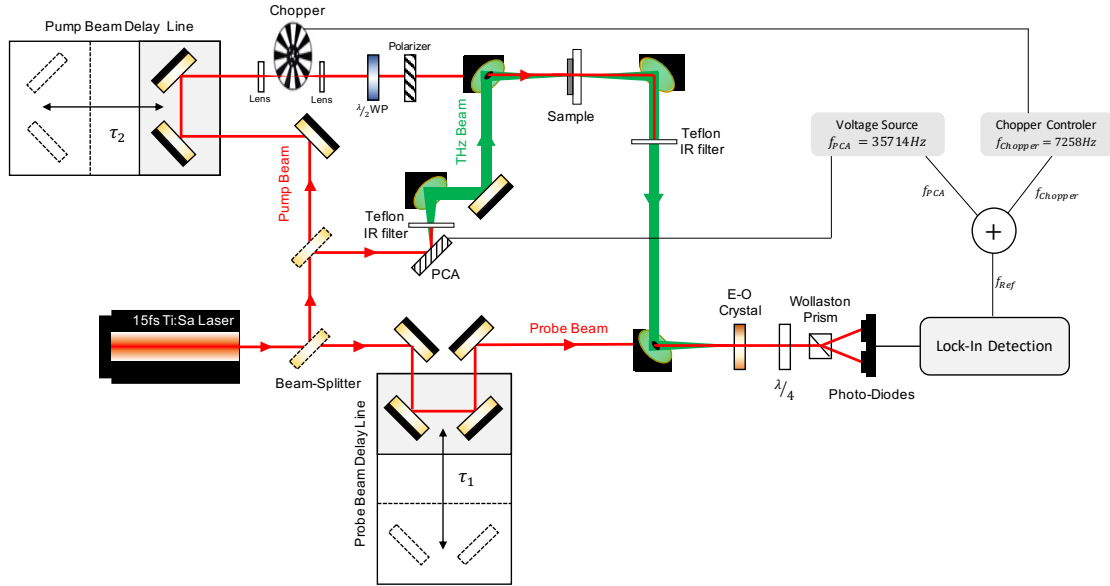 Chopper
Pump Beam Delay Line
Polarizer
Lens
Lens
λ/2 WP
Sample
τ2
THz Beam
Teflon
IR filter
Voltage Source
fPCA = 35714Hz
Chopper Controler
fChopper = 7258Hz
Pump Beam
Teflon
IR filter
PCA
fPCA
fChopper
+
fRef
15fs Ti:Sa Laser
Beam-Splitter
Probe Beam
E-O
Crystal
Wollaston
Prism
Lock-In Detection
λ/4
Photo-Diodes
Probe Beam Delay Line
τ1